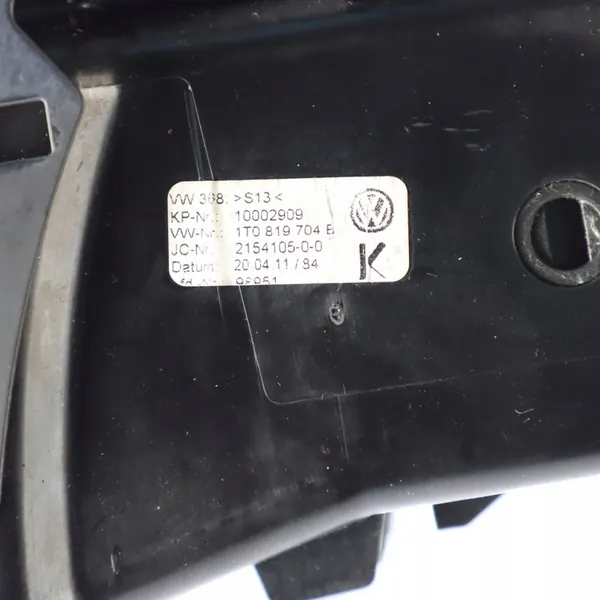 VW 368: >S13<
KP-Nr.: 10002909
VW-Nr.: 1T0 819 704 B
JC-Nr.: 2154105-0-0
Datum: 20.04.11 / 84
K
98951